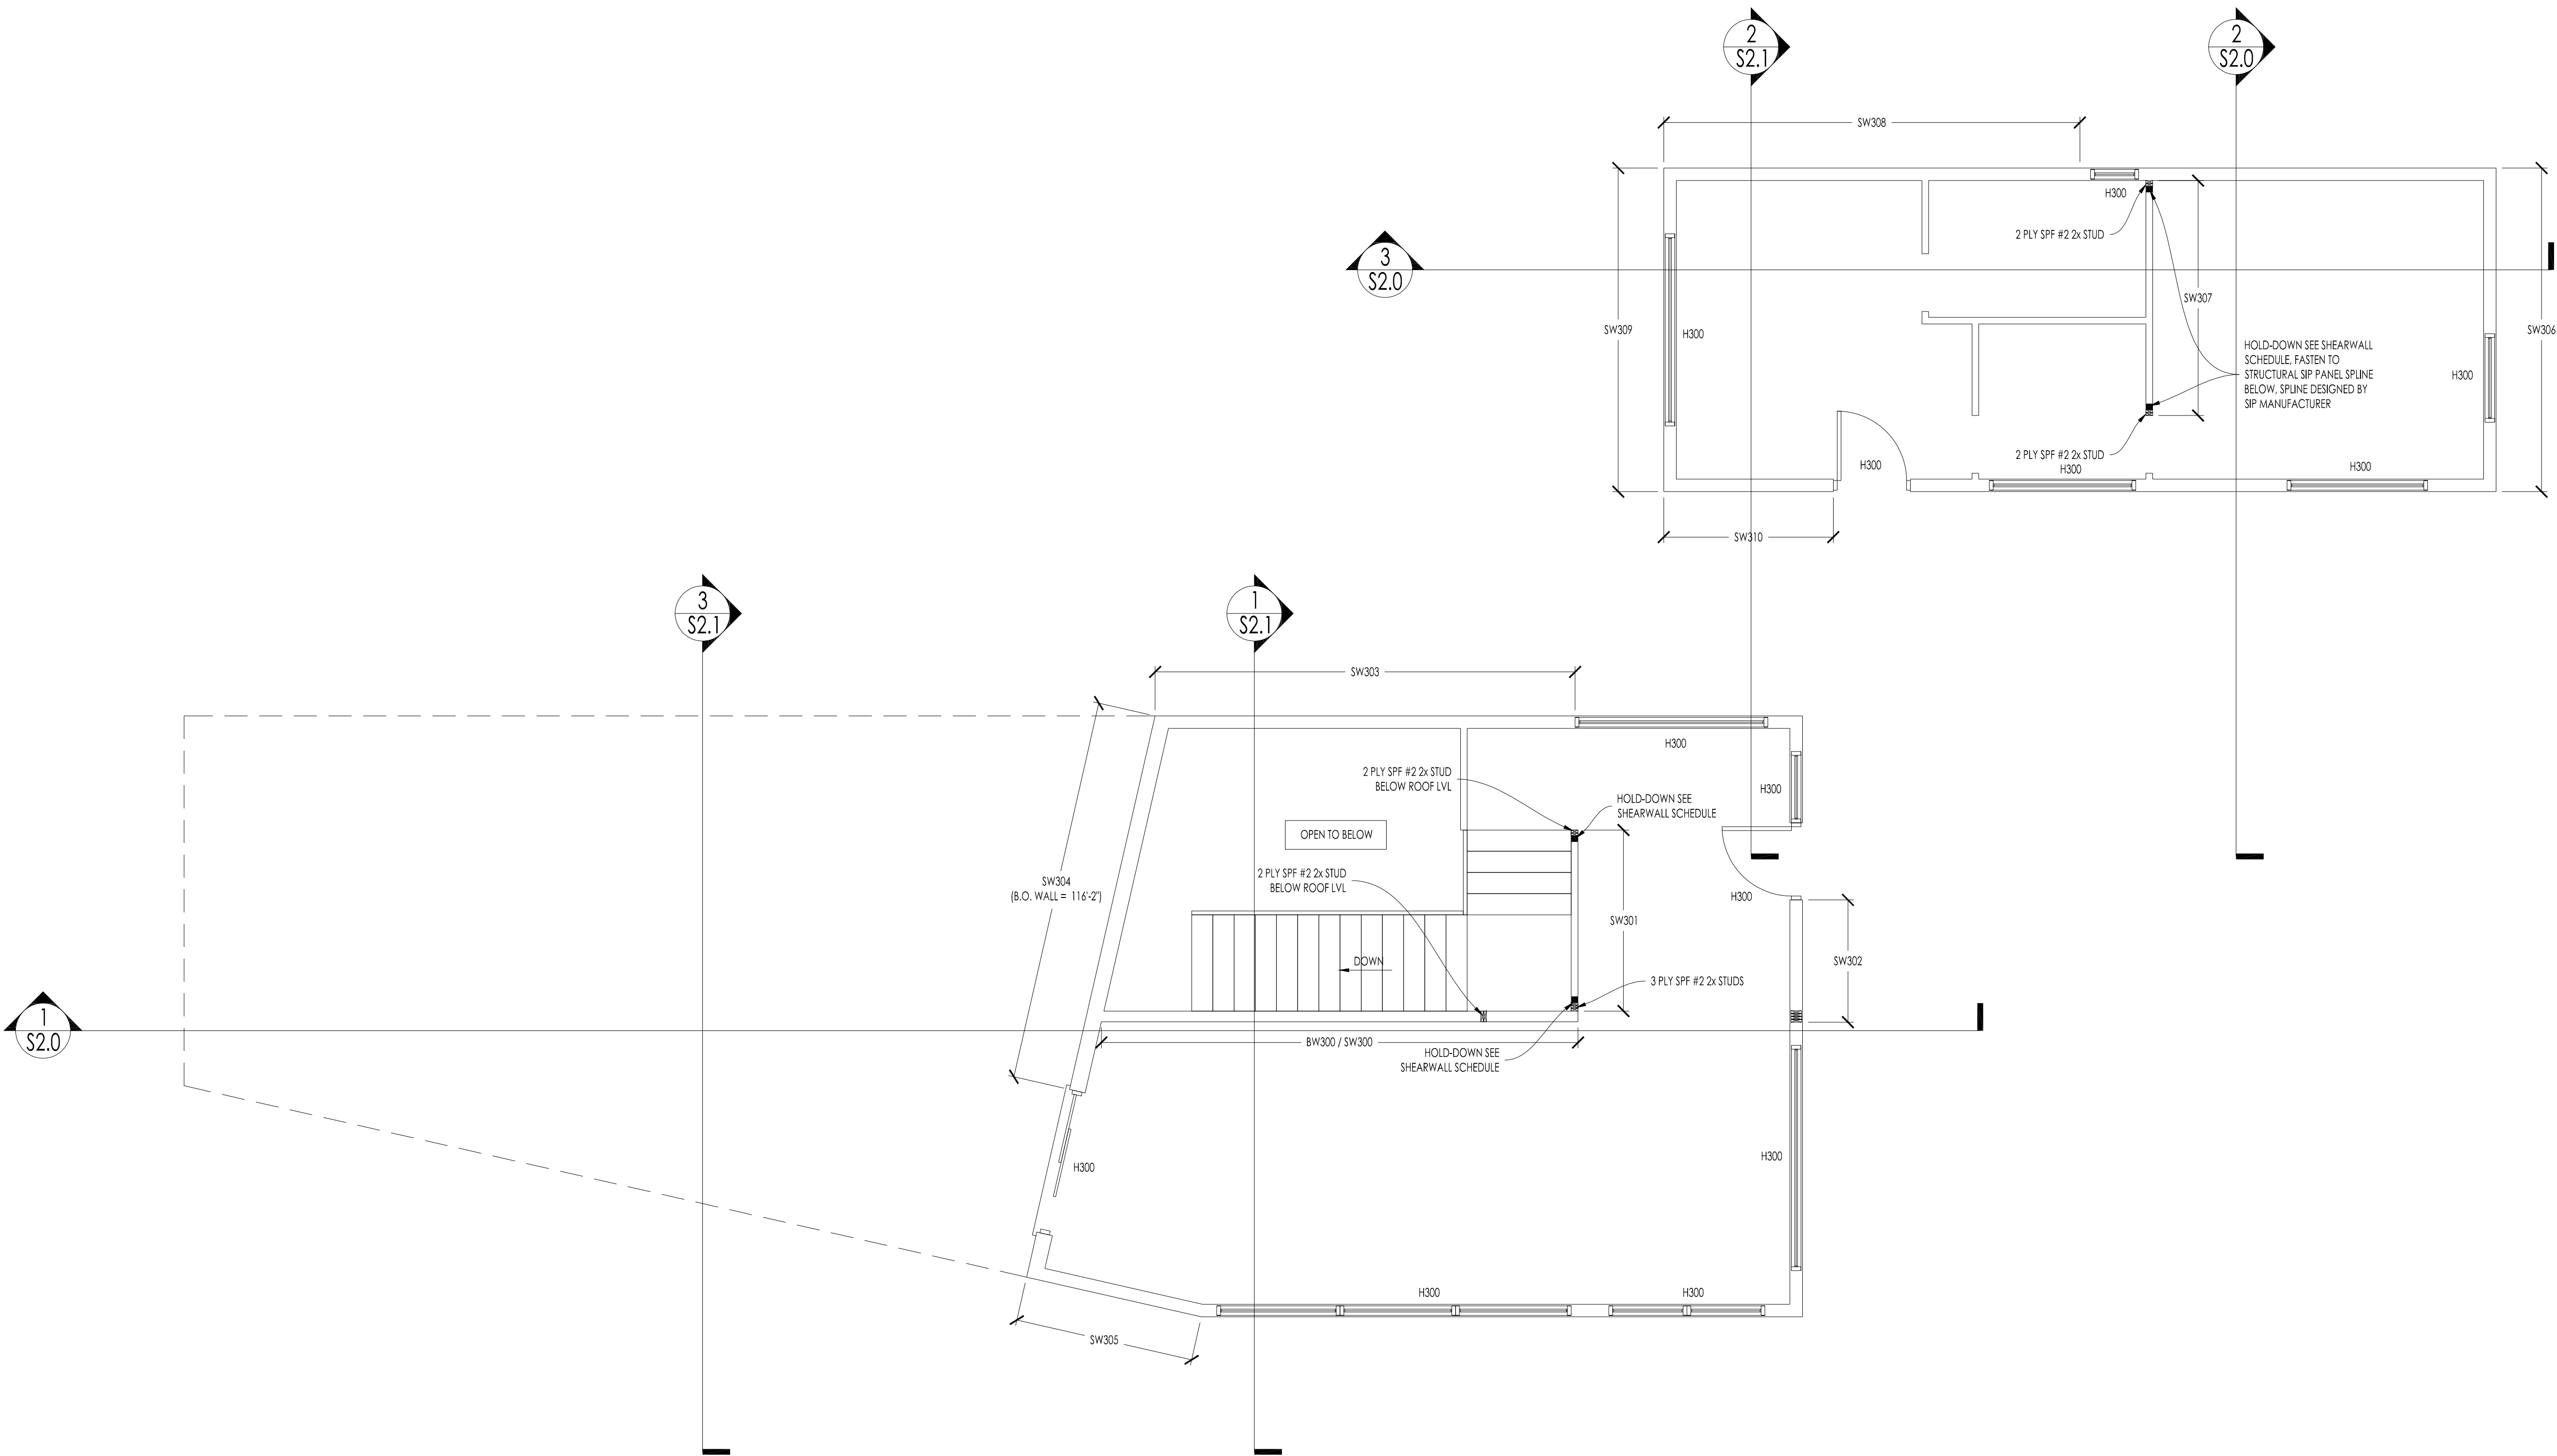 2
S2.1
2
S2.0
SW308
H300
2 PLY SPF #2 2x STUD
3
S2.0
SW307
SW309
H300
SW306
HOLD-DOWN SEE SHEARWALL
SCHEDULE, FASTEN TO
STRUCTURAL SIP PANEL SPLINE
BELOW, SPLINE DESIGNED BY
SIP MANUFACTURER
H300
2 PLY SPF #2 2x STUD
H300
H300
H300
SW310
3
S2.1
1
S2.1
SW303
H300
2 PLY SPF #2 2x STUD
BELOW ROOF LVL
HOLD-DOWN SEE
SHEARWALL SCHEDULE
H300
OPEN TO BELOW
2 PLY SPF #2 2x STUD
BELOW ROOF LVL
SW304
(B.O. WALL = 116'-2")
H300
SW301
DOWN
SW302
3 PLY SPF #2 2x STUDS
1
S2.0
BW300 / SW300
HOLD-DOWN SEE
SHEARWALL SCHEDULE
H300
H300
H300
H300
SW305